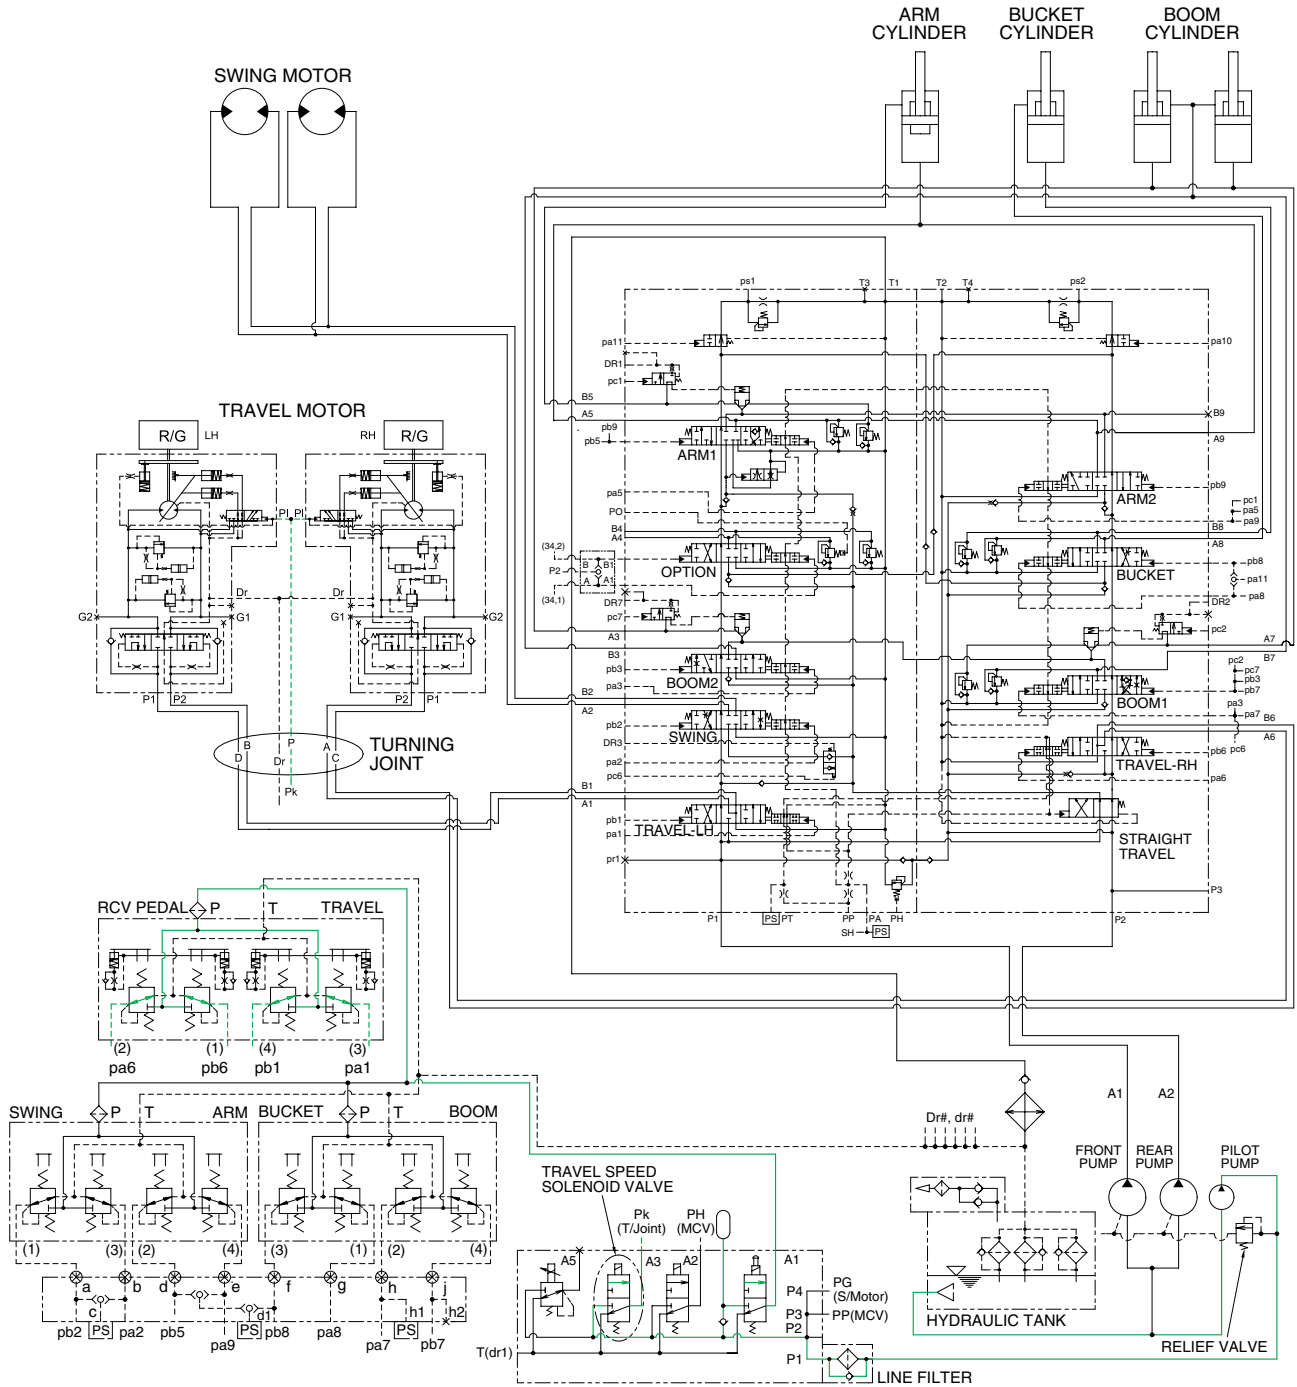 ARM
CYLINDER
BUCKET
CYLINDER
BOOM
CYLINDER
SWING MOTOR
ps1
T3
T1
T2
T4
ps2
pa11
pa10
DR1
pc1
B5
A5
B9
A9
pb9
pb5
ARM1
ARM2
pb9
pa5
PO
B4
A4
pc1
pa5
pa9
B8
A8
(34,2)
P2
B
B1
A
A1
(34,1)
OPTION
BUCKET
pb8
pa11
pa8
DR7
pc7
DR2
pc2
A3
B3
A7
B7
pb3
pa3
BOOM2
BOOM1
pc2
pc7
pb3
pb7
B2
A2
pa3
pa7
pb2
SWING
B6
A6
DR3
pa2
pc6
TRAVEL-RH
pb6
pc6
pa6
B1
A1
pb1
pa1
TRAVEL-LH
STRAIGHT
TRAVEL
pr1
P3
P1
PS
PT
PP
PA
PH
P2
SH
PS
TRAVEL MOTOR
R/G
LH
RH
R/G
PI
PI
Dr
Dr
G2
G1
G1
G2
P1
P2
P2
P1
B
D
P
Dr
A
C
TURNING
JOINT
Pk
RCV PEDAL
P
T
TRAVEL
(2)
(1)
(4)
(3)
pa6
pb6
pb1
pa1
SWING
P
T
ARM
BUCKET
P
T
BOOM
(1)
(3)
(2)
(4)
(3)
(1)
(2)
(4)
a
b
d
e
f
g
h
j
c
d1
h1
h2
pb2
PS
pa2
pb5
pa9
PS
pb8
pa8
pa7
PS
pb7
A1
A2
Dr#, dr#
FRONT
PUMP
REAR
PUMP
PILOT
PUMP
TRAVEL SPEED
SOLENOID VALVE
Pk
(T/Joint)
PH
(MCV)
A5
A3
A2
A1
P4
PG
(S/Motor)
P3
PP(MCV)
P2
P1
T(dr1)
HYDRAULIC TANK
RELIEF VALVE
LINE FILTER